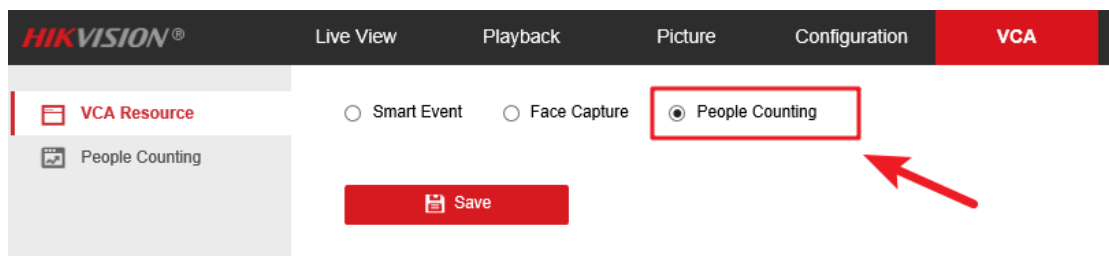 HIKVISION® Live View Playback Picture Configuration VCA
VCA Resource Smart Event Face Capture People Counting
People Counting
Save